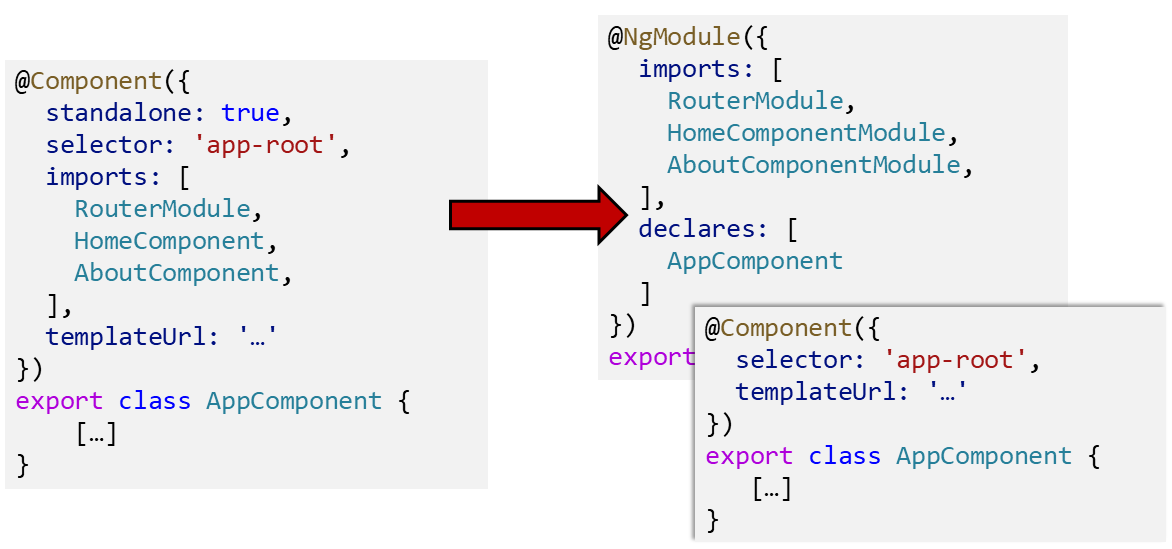 @Component({
  standalone: true,
  selector: 'app-root',
  imports: [
    RouterModule,
    HomeComponent,
    AboutComponent,
  ],
  templateUrl: '…'
})
export class AppComponent {
    […]
}
@NgModule({
  imports: [
    RouterModule,
    HomeComponentModule,
    AboutComponentModule,
  ],
  declares: [
    AppComponent
  ]
})
export
@Component({
  selector: 'app-root',
  templateUrl: '…'
})
export class AppComponent {
   […]
}